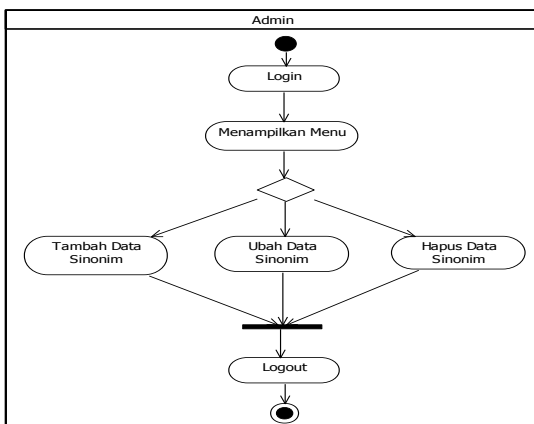 Admin
Login
Menampilkan Menu
Tambah Data
Sinonim
Ubah Data
Sinonim
Hapus Data
Sinonim
Logout